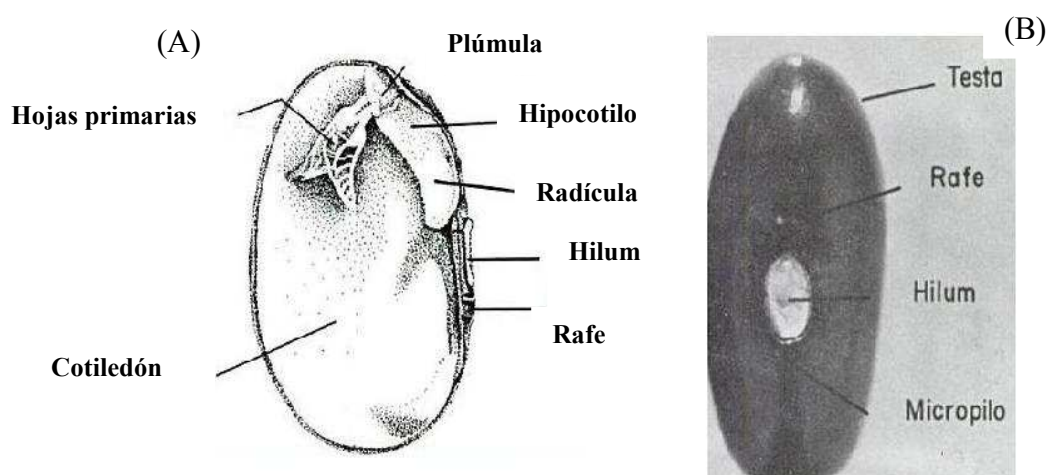 (A)
Plúmula
Hojas primarias
Hipocotilo
Radícula
Hilum
Rafe
Cotiledón
(B)
Testa
Rafe
Hilum
Micropilo